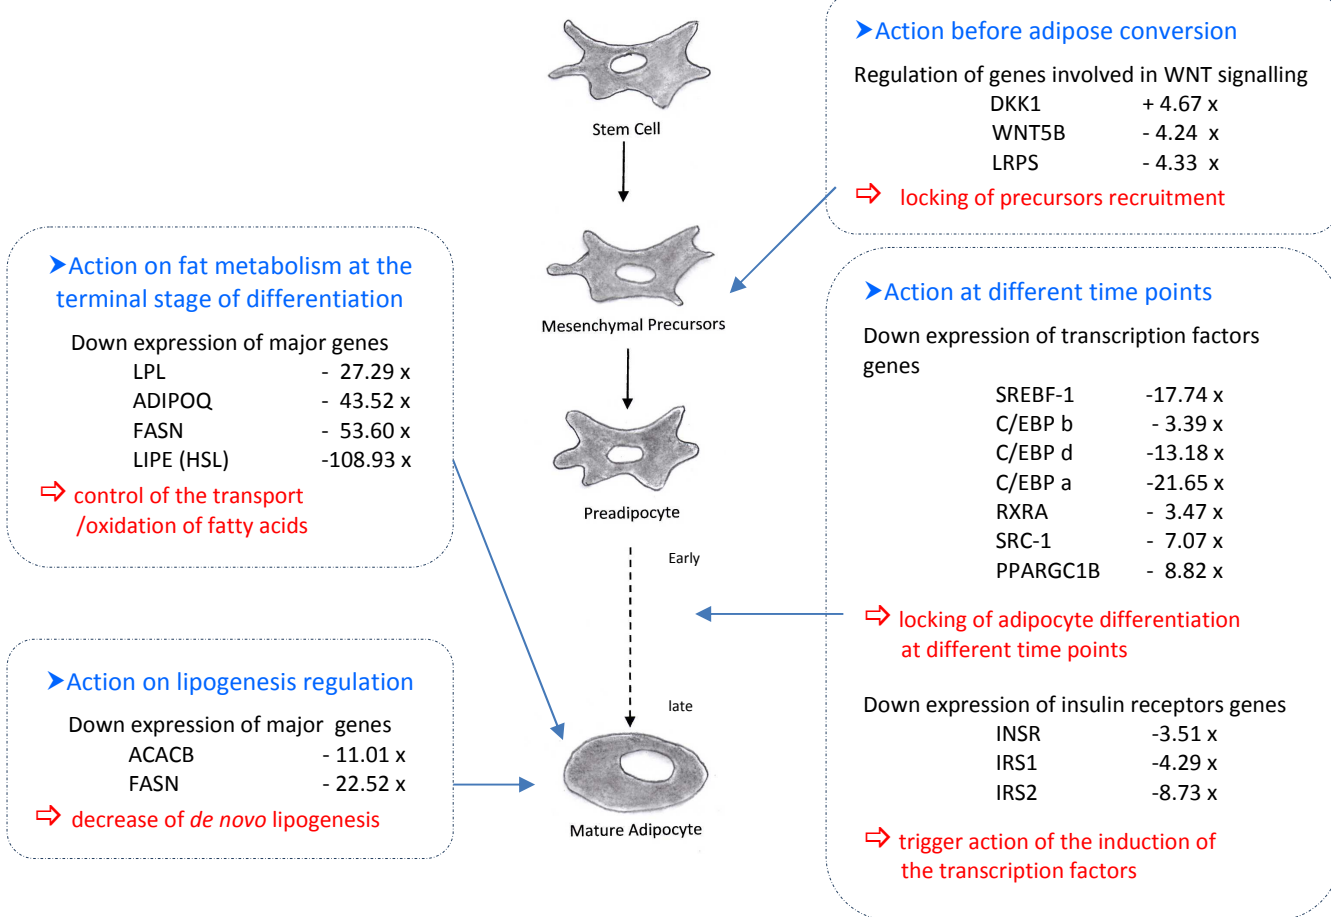 Stem Cell
Mesenchymal Precursors
Preadipocyte
Early
late
Mature Adipocyte
➤Action before adipose conversion
Regulation of genes involved in WNT signalling
DKK1 + 4.67 x
WNT5B - 4.24 x
LRPS - 4.33 x
⇨ locking of precursors recruitment
➤Action on fat metabolism at the
terminal stage of differentiation
Down expression of major genes
LPL - 27.29 x
ADIPOQ - 43.52 x
FASN - 53.60 x
LIPE (HSL) -108.93 x
⇨ control of the transport
/oxidation of fatty acids
➤Action on lipogenesis regulation
Down expression of major genes
ACACB - 11.01 x
FASN - 22.52 x
⇨ decrease of de novo lipogenesis
➤Action at different time points
Down expression of transcription factors
genes
SREBF-1 -17.74 x
C/EBP b - 3.39 x
C/EBP d -13.18 x
C/EBP a -21.65 x
RXRA - 3.47 x
SRC-1 - 7.07 x
PPARGC1B - 8.82 x
⇨ locking of adipocyte differentiation
at different time points
Down expression of insulin receptors genes
INSR -3.51 x
IRS1 -4.29 x
IRS2 -8.73 x
⇨ trigger action of the induction of
the transcription factors